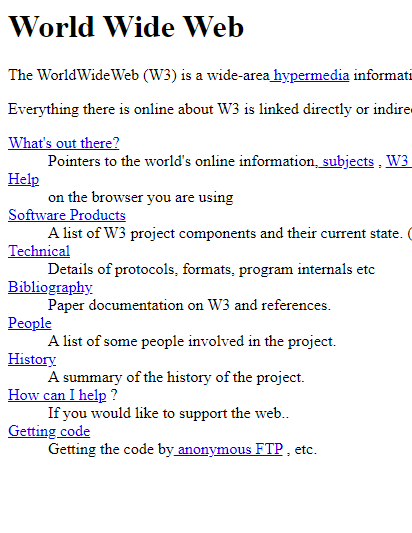 World Wide Web
The WorldWideWeb (W3) is a wide-area hypermedia
Everything there is online about W3 is linked directly or
What's out there?
Pointers to the world's online information, subjects , W3
Help
on the browser you are using
Software Products
A list of W3 project components and their current state. (
Technical
Details of protocols, formats, program internals etc
Bibliography
Paper documentation on W3 and references.
People
A list of some people involved in the project.
History
A summary of the history of the project.
How can I help ?
If you would like to support the web..
Getting code
Getting the code by anonymous FTP , etc.